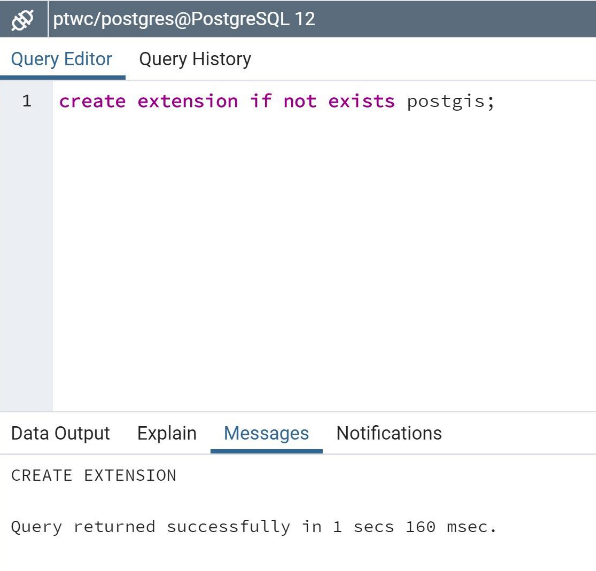 ptwc/postgres@PostgreSQL 12
Query Editor Query History
1 create extension if not exists postgis;
Data Output Explain Messages Notifications
CREATE EXTENSION
Query returned successfully in 1 secs 160 msec.